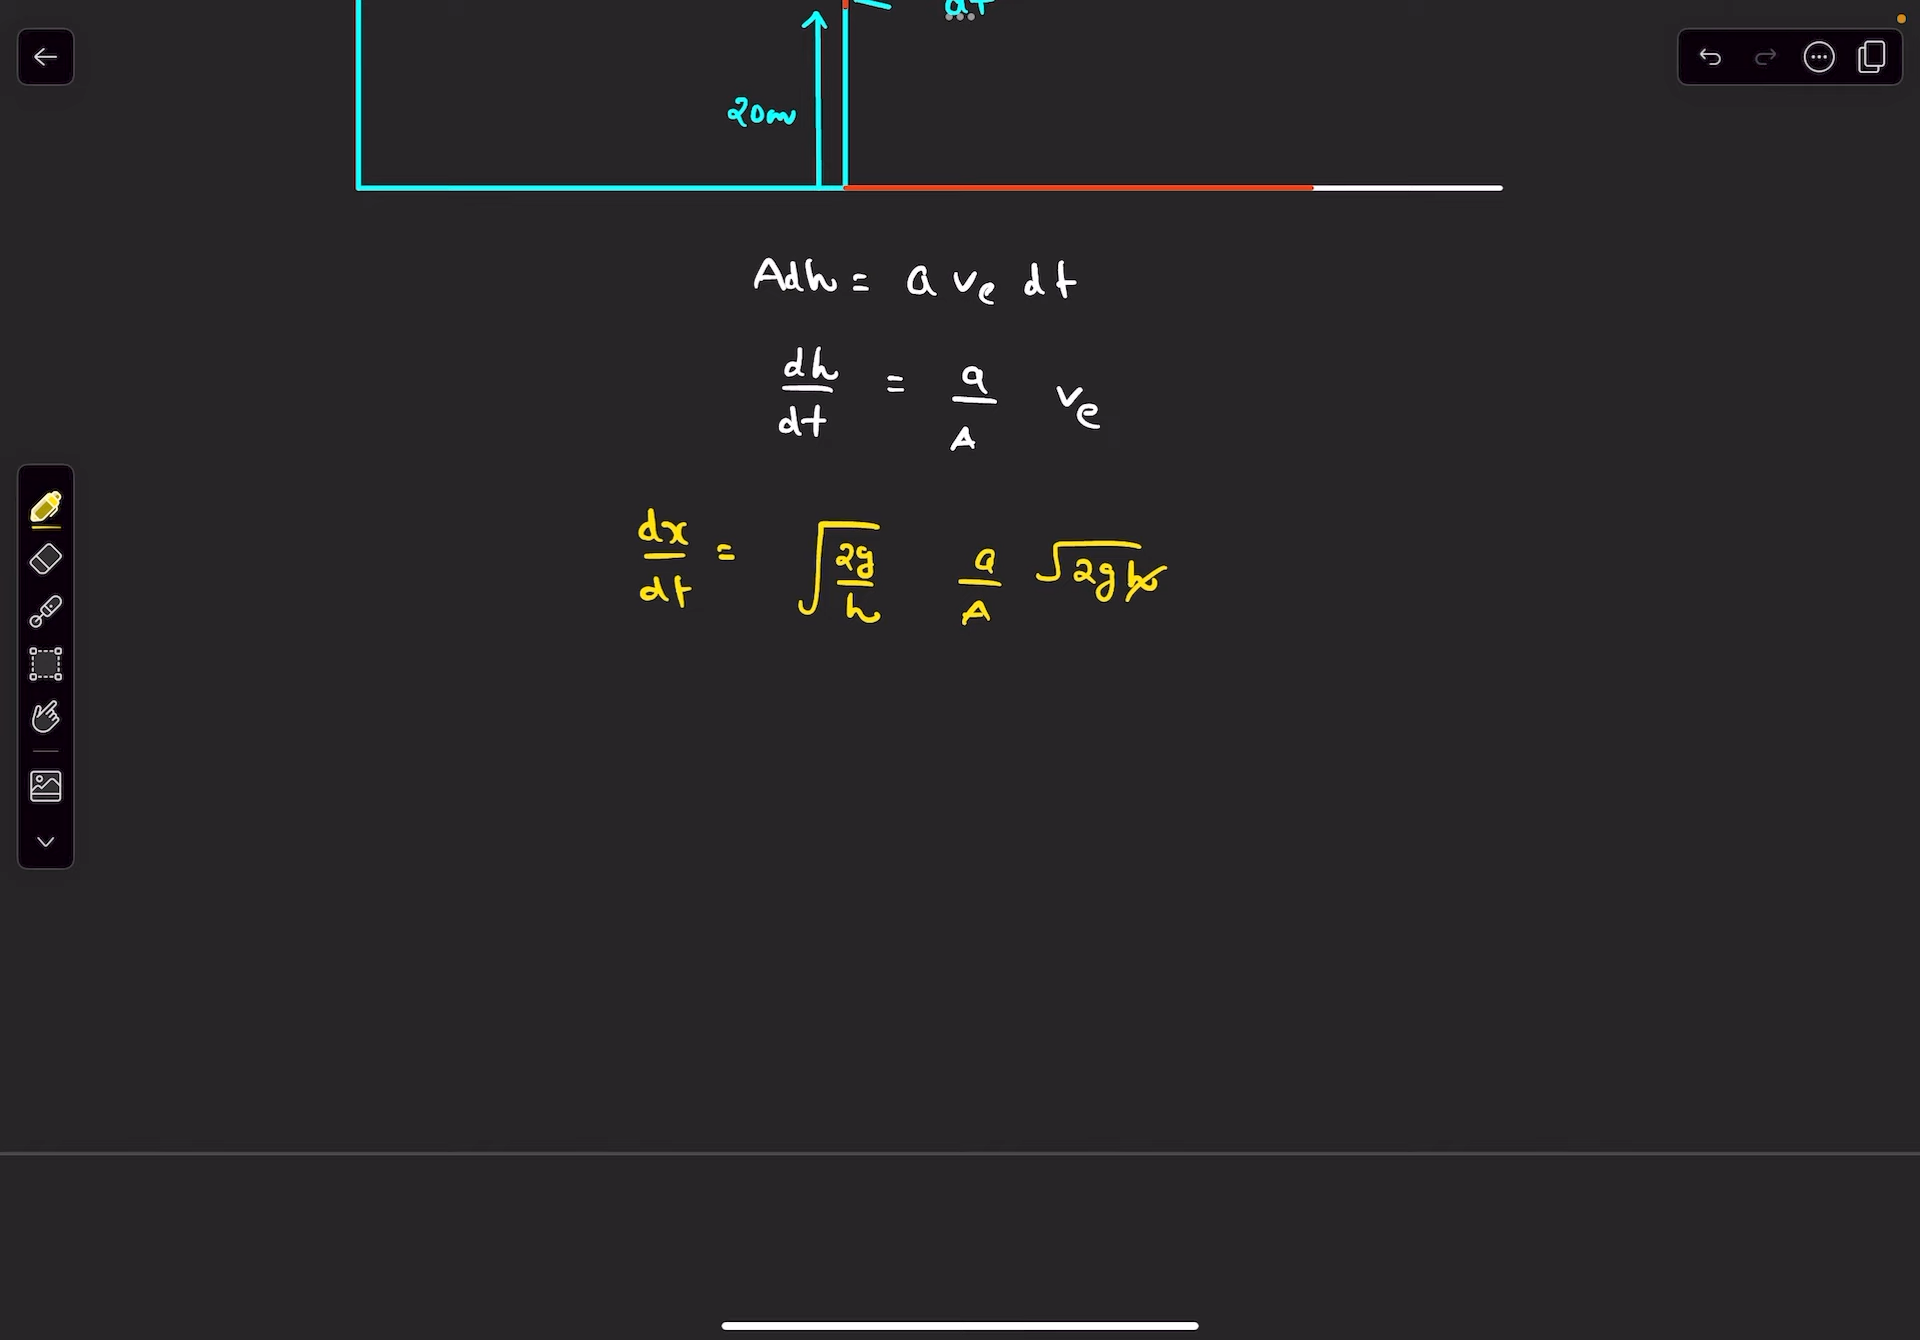 20m
Adh = a ve dt
dh/dt = a/A ve
dx/dt = √(2g/h) a/A √2gh